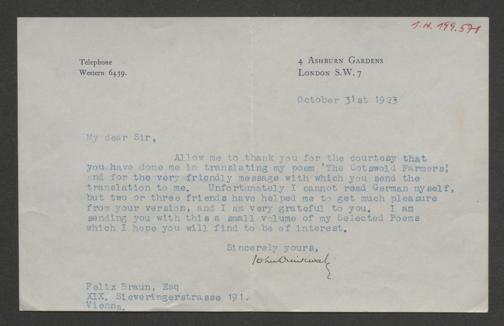 I.N. 199.571
Telephone
Western 6439.
4 Ashburn Gardens
London S.W. 7
October 31st 1923
My dear Sir,
Allow me to thank you for the courtesy that
you have done me in translating my poem 'The Cotswold Farmers,'
and for the very friendly message with which you send the
translation to me. Unfortunately I cannot read German myself,
but two or three friends have helped me to get much pleasure
from your version, and I am very grateful to you. I am
sending you with this a small volume of my Selected Poems
which I hope you will find to be of interest.
Sincerely yours,
John Drinkwater
Felix Braun, Esq
XIX. Sieveringerstrasse 191.
Vienna.